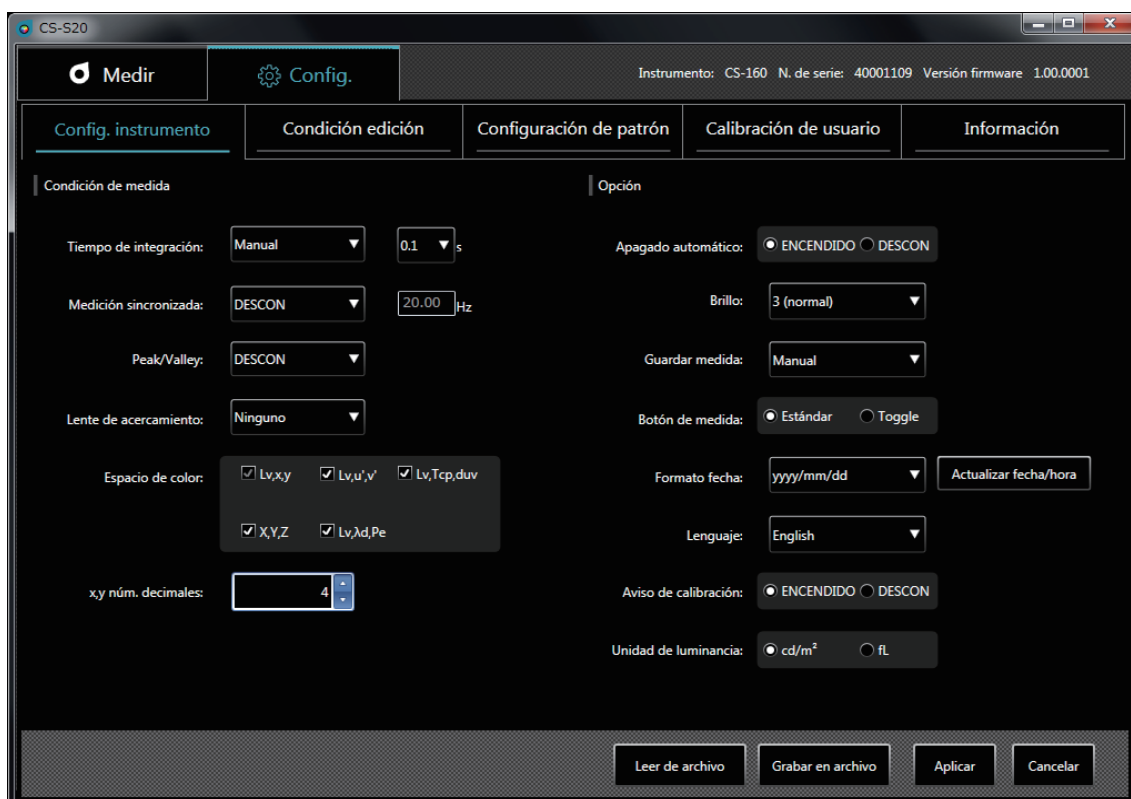 CS-S20
Medir
Config.
Instrumento: CS-160 N. de serie: 40001109 Versión firmware 1.00.0001
Config. instrumento
Condición edición
Configuración de patrón
Calibración de usuario
Información
Condición de medida
Tiempo de integración: Manual 0.1 s
Medición sincronizada: DESCON 20.00 Hz
Peak/Valley: DESCON
Lente de acercamiento: Ninguno
Espacio de color: Lv,x,y Lv,u',v' Lv,Tcp,duv
X,Y,Z Lv,λd,Pe
x,y núm. decimales: 4
Opción
Apagado automático: ENCENDIDO DESCON
Brillo: 3 (normal)
Guardar medida: Manual
Botón de medida: Estándar Toggle
Formato fecha: yyyy/mm/dd Actualizar fecha/hora
Lenguaje: English
Aviso de calibración: ENCENDIDO DESCON
Unidad de luminancia: cd/m² fL
Leer de archivo
Grabar en archivo
Aplicar
Cancelar